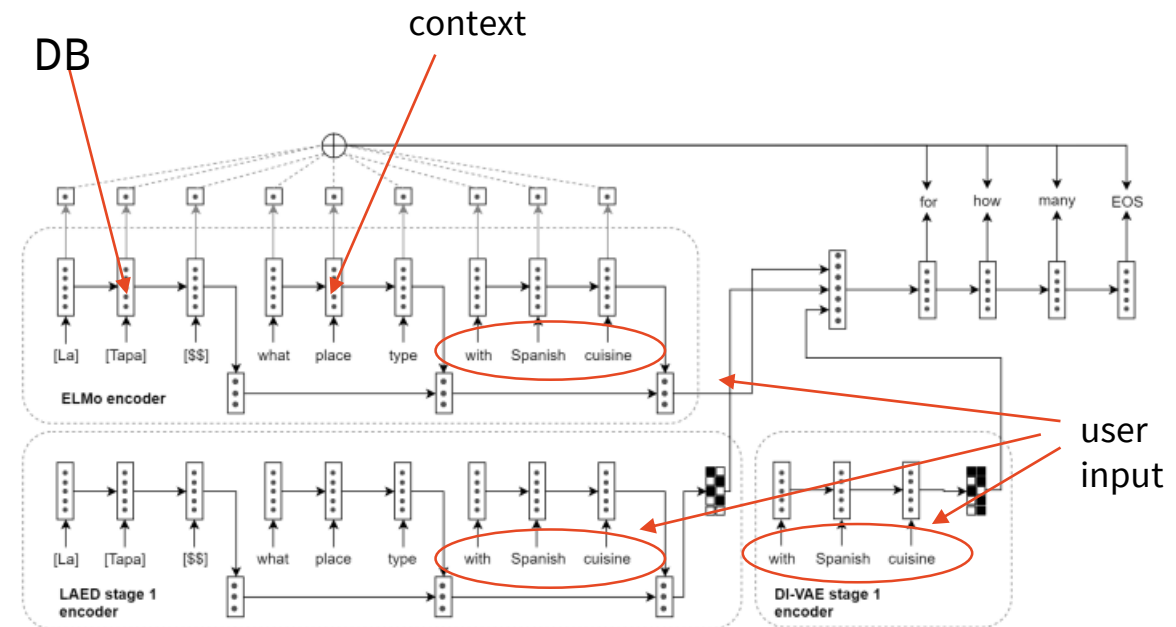 context
DB
for how many EOS
[La] [Tapa] [$$] what place type with Spanish cuisine
ELMo encoder
user
input
[La] [Tapa] [$$] what place type with Spanish cuisine
with Spanish cuisine
LAED stage 1
encoder
DI-VAE stage 1
encoder